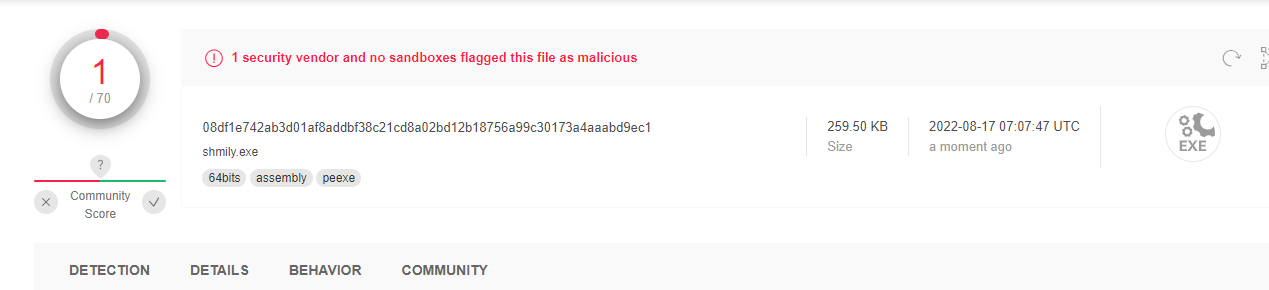 1
/ 70
?
Community
Score
1 security vendor and no sandboxes flagged this file as malicious
08df1e742ab3d01af8addbf38c21cd8a02bd12b18756a99c30173a4aaabd9ec1
shmily.exe
64bits assembly peexe
259.50 KB
Size
2022-08-17 07:07:47 UTC
a moment ago
EXE
DETECTION DETAILS BEHAVIOR COMMUNITY